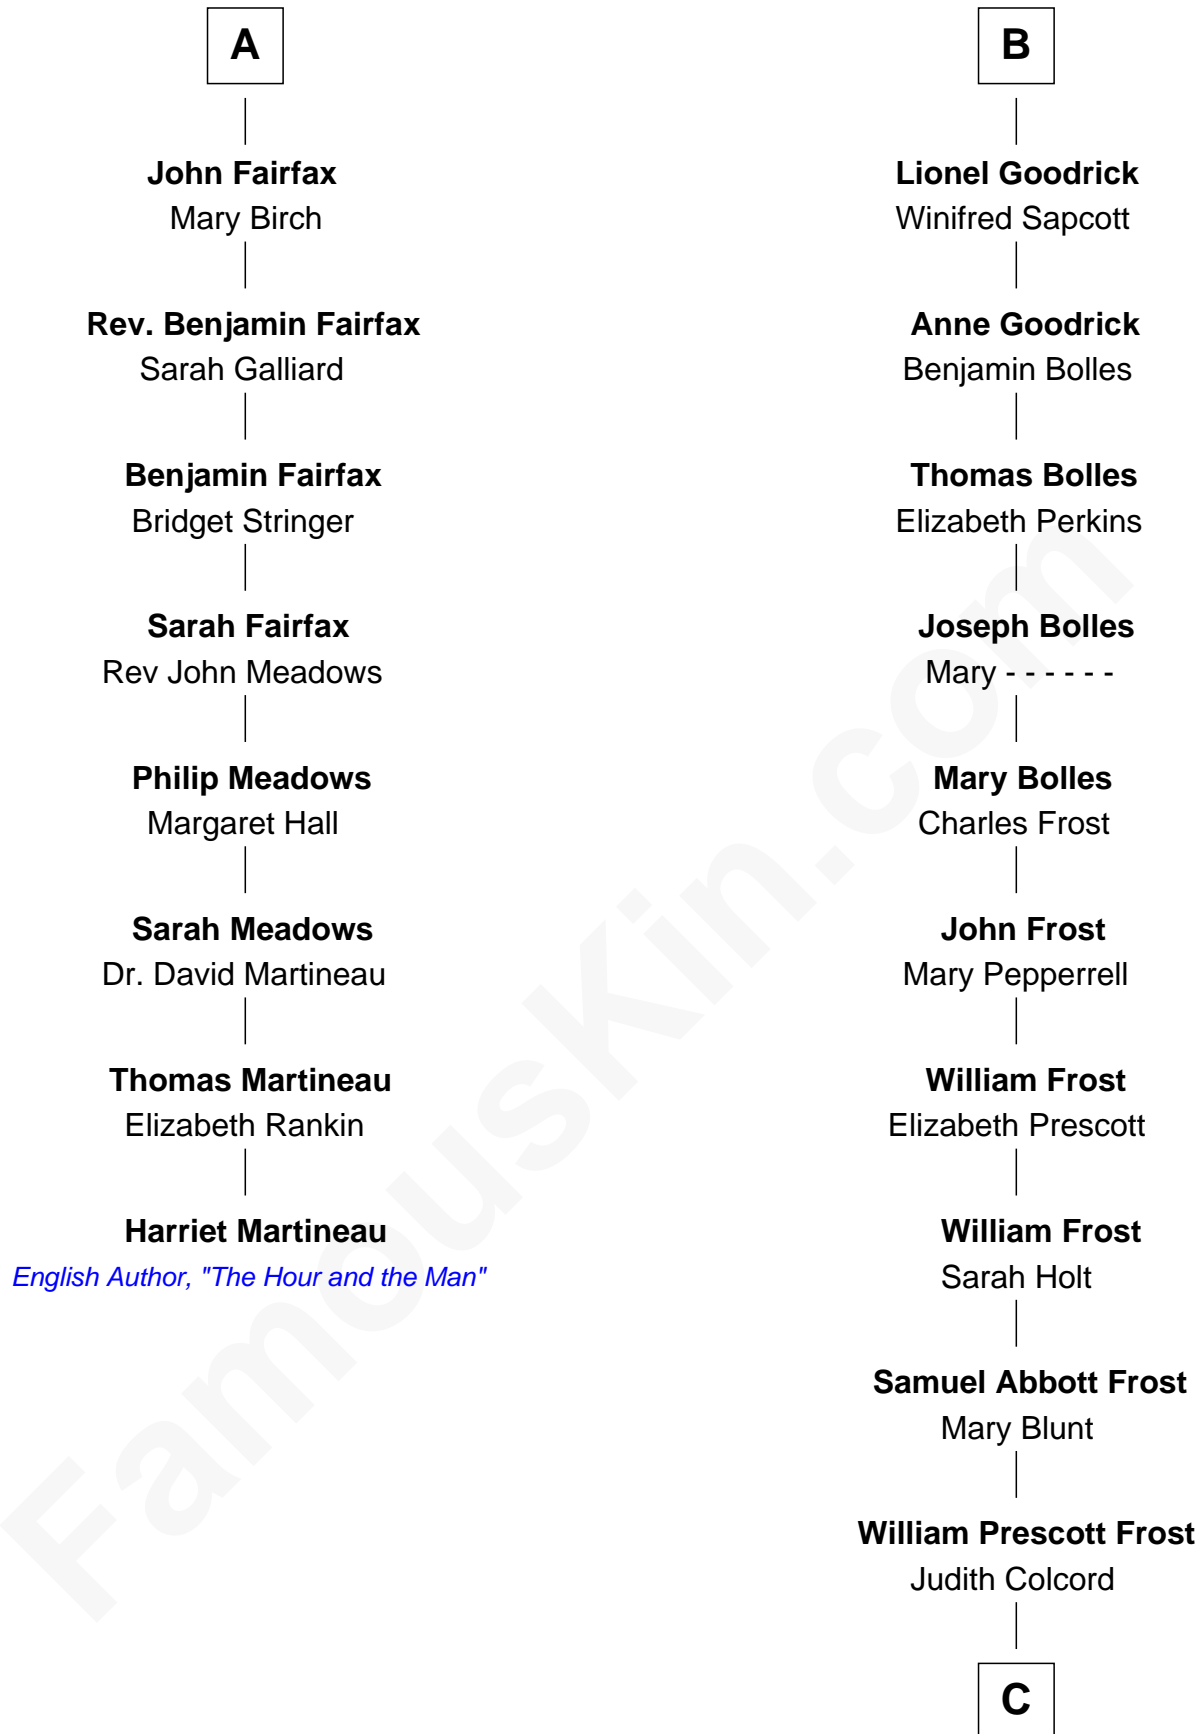 A
John Fairfax
Mary Birch
Rev. Benjamin Fairfax
Sarah Galliard
Benjamin Fairfax
Bridget Stringer
Sarah Fairfax
Rev John Meadows
Philip Meadows
Margaret Hall
Sarah Meadows
Dr. David Martineau
Thomas Martineau
Elizabeth Rankin
Harriet Martineau
English Author, "The Hour and the Man"
B
Lionel Goodrick
Winifred Sapcott
Anne Goodrick
Benjamin Bolles
Thomas Bolles
Elizabeth Perkins
Joseph Bolles
Mary - - - - - -
Mary Bolles
Charles Frost
John Frost
Mary Pepperrell
William Frost
Elizabeth Prescott
William Frost
Sarah Holt
Samuel Abbott Frost
Mary Blunt
William Prescott Frost
Judith Colcord
C
FamousKin.com